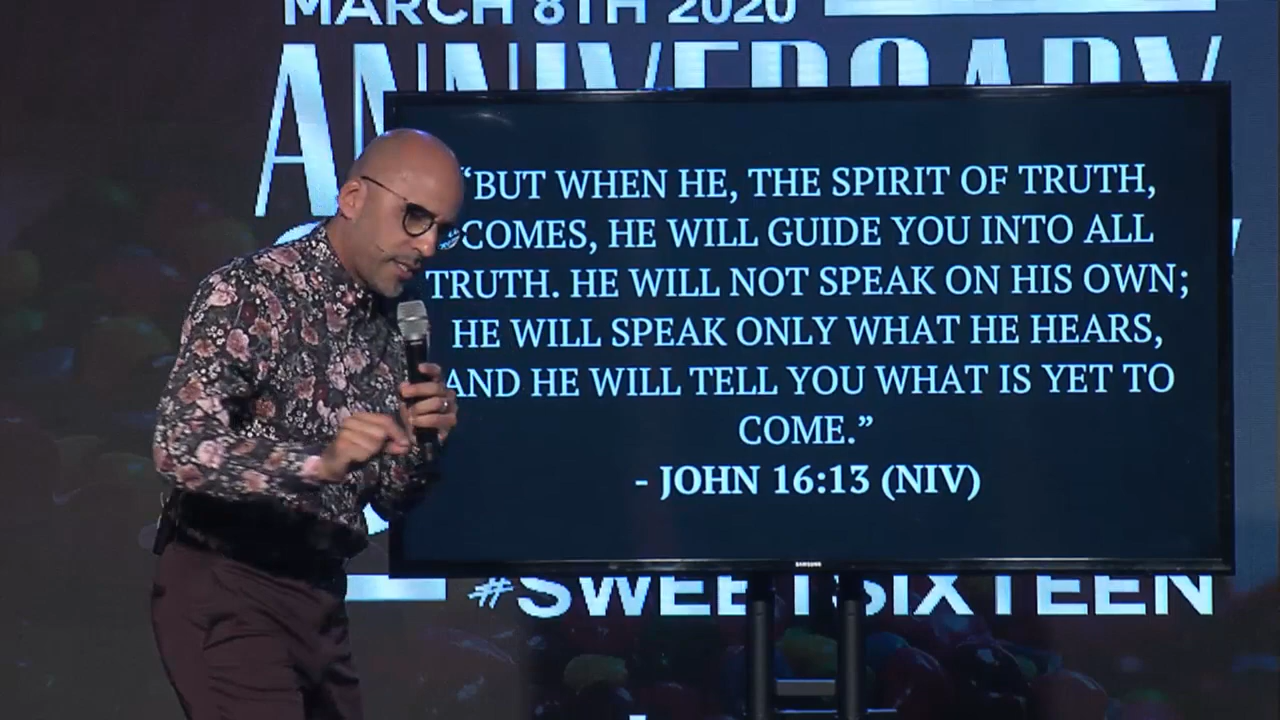 MARCH 8TH 2020
ANNIVERSARY
“BUT WHEN HE, THE SPIRIT OF TRUTH,
COMES, HE WILL GUIDE YOU INTO ALL
TRUTH. HE WILL NOT SPEAK ON HIS OWN;
HE WILL SPEAK ONLY WHAT HE HEARS,
AND HE WILL TELL YOU WHAT IS YET TO
COME.”
- JOHN 16:13 (NIV)
SAMSUNG
#SWEETSIXTEEN